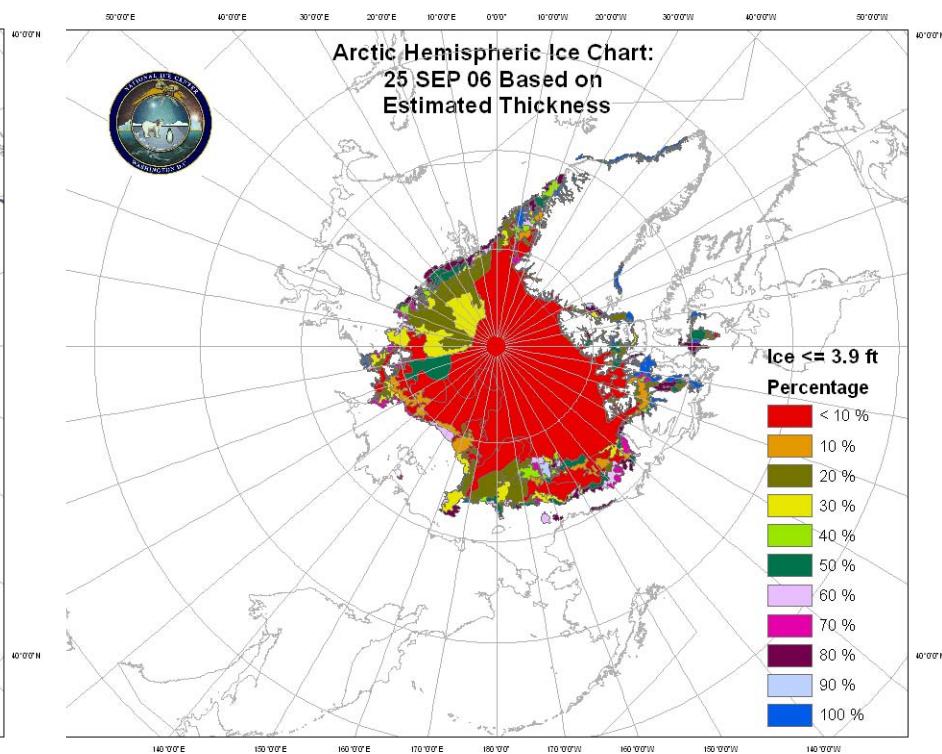 50°0'0"E 40°0'0"E 30°0'0"E 20°0'0"E 10°0'0"E 0°0'0" 10°0'0"W 20°0'0"W 30°0'0"W 40°0'0"W 50°0'0"W
40°0'0"N 40°0'0"N
Arctic Hemispheric Ice Chart:
25 SEP 06 Based on
Estimated Thickness
NATIONAL ICE CENTER
WASHINGTON D.C.
Ice <= 3.9 ft
Percentage
< 10 %
10 %
20 %
30 %
40 %
50 %
60 %
70 %
80 %
90 %
100 %
40°0'0"N 40°0'0"N
140°0'0"E 150°0'0"E 160°0'0"E 170°0'0"E 180°0'0" 170°0'0"W 160°0'0"W 150°0'0"W 140°0'0"W